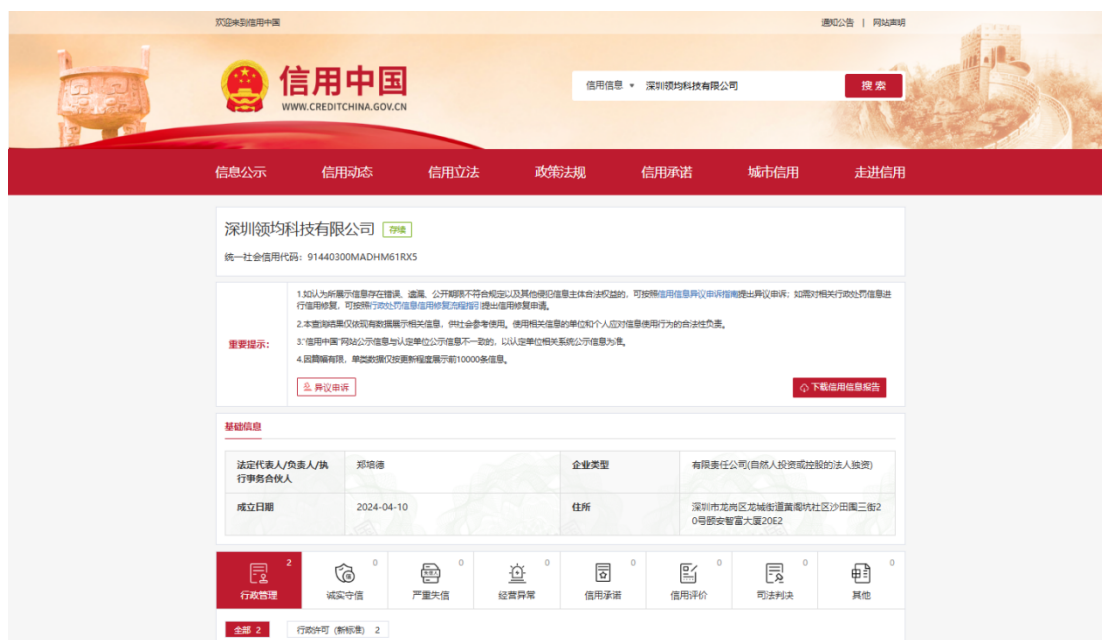 欢迎来到信用中国
通知公告 | 网站声明
信用中国
WWW.CREDITCHINA.GOV.CN
信用信息 深圳领均科技有限公司 搜索
信息公示 信用动态 信用立法 政策法规 信用承诺 城市信用 走进信用
深圳领均科技有限公司 存续
统一社会信用代码：91440300MADHM61RX5
重要提示：
1.如认为所展示信息存在错误、遗漏、公开期限不符合规定以及其他侵犯信息主体合法权益的，可按照信用信息异议申诉指南提出异议申诉；如需对相关行政处罚信息进
行信用修复，可按照行政处罚信息信用修复流程指引提出信用修复申请。
2.本查询结果仅依现有数据展示相关信息，供社会参考使用。使用相关信息的单位和个人应对信息使用行为的合法性负责。
3."信用中国"网站公示信息与认定单位公示信息不一致的，以认定单位相关系统公示信息为准。
4.因篇幅有限，单类数据仅按更新程度展示前10000条信息。
异议申诉
下载信用信息报告
基础信息
法定代表人/负责人/执 郑培德 企业类型 有限责任公司(自然人投资或控股的法人独资)
行事务合伙人
成立日期 2024-04-10 住所 深圳市龙岗区龙城街道黄阁坑社区沙田围三街2
0号颐安智富大厦20E2
2 0 0 0 0 0 0 0
行政管理 诚实守信 严重失信 经营异常 信用承诺 信用评价 司法判决 其他
全部 2 行政许可 (新标准) 2